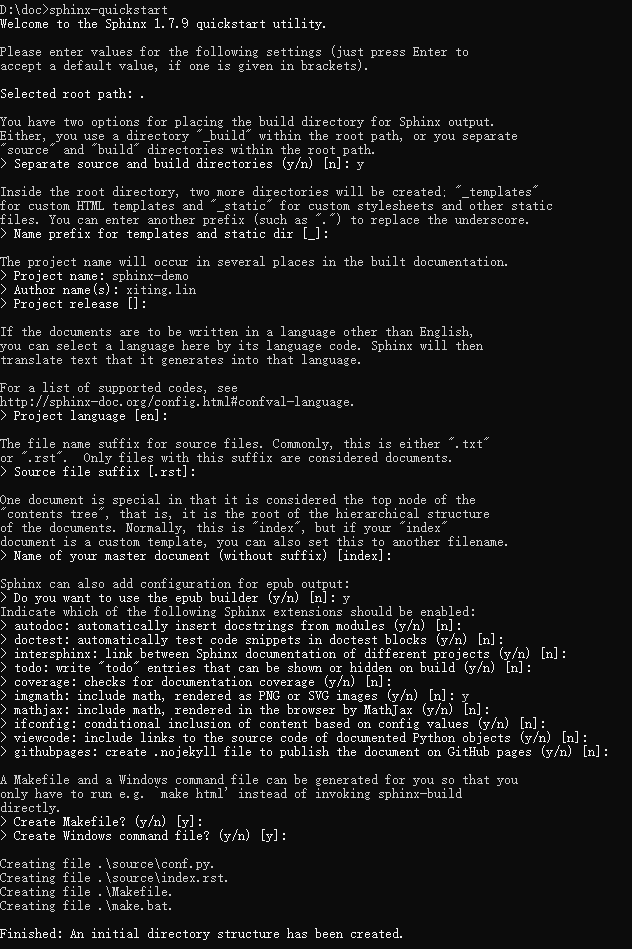 D:\doc>sphinx-quickstart
Welcome to the Sphinx 1.7.9 quickstart utility.
Please enter values for the following settings (just press Enter to
accept a default value, if one is given in brackets).
Selected root path: .
You have two options for placing the build directory for Sphinx output.
Either, you use a directory "_build" within the root path, or you separate
"source" and "build" directories within the root path.
> Separate source and build directories (y/n) [n]: y
Inside the root directory, two more directories will be created; "_templates"
for custom HTML templates and "_static" for custom stylesheets and other static
files. You can enter another prefix (such as ".") to replace the underscore.
> Name prefix for templates and static dir [_]:
The project name will occur in several places in the built documentation.
> Project name: sphinx-demo
> Author name(s): xiting.lin
> Project release []:
If the documents are to be written in a language other than English,
you can select a language here by its language code. Sphinx will then
translate text that it generates into that language.
For a list of supported codes, see
http://sphinx-doc.org/config.html#confval-language.
> Project language [en]:
The file name suffix for source files. Commonly, this is either ".txt"
or ".rst".  Only files with this suffix are considered documents.
> Source file suffix [.rst]:
One document is special in that it is considered the top node of the
"contents tree", that is, it is the root of the hierarchical structure
of the documents. Normally, this is "index", but if your "index"
document is a custom template, you can also set this to another filename.
> Name of your master document (without suffix) [index]:
Sphinx can also add configuration for epub output:
> Do you want to use the epub builder (y/n) [n]: y
Indicate which of the following Sphinx extensions should be enabled:
> autodoc: automatically insert docstrings from modules (y/n) [n]:
> doctest: automatically test code snippets in doctest blocks (y/n) [n]:
> intersphinx: link between Sphinx documentation of different projects (y/n) [n]:
> todo: write "todo" entries that can be shown or hidden on build (y/n) [n]:
> coverage: checks for documentation coverage (y/n) [n]:
> imgmath: include math, rendered as PNG or SVG images (y/n) [n]: y
> mathjax: include math, rendered in the browser by MathJax (y/n) [n]:
> ifconfig: conditional inclusion of content based on config values (y/n) [n]:
> viewcode: include links to the source code of documented Python objects (y/n) [n]:
> githubpages: create .nojekyll file to publish the document on GitHub pages (y/n) [n]:
A Makefile and a Windows command file can be generated for you so that you
only have to run e.g. `make html' instead of invoking sphinx-build
directly.
> Create Makefile? (y/n) [y]:
> Create Windows command file? (y/n) [y]:
Creating file .\source\conf.py.
Creating file .\source\index.rst.
Creating file .\Makefile.
Creating file .\make.bat.
Finished: An initial directory structure has been created.